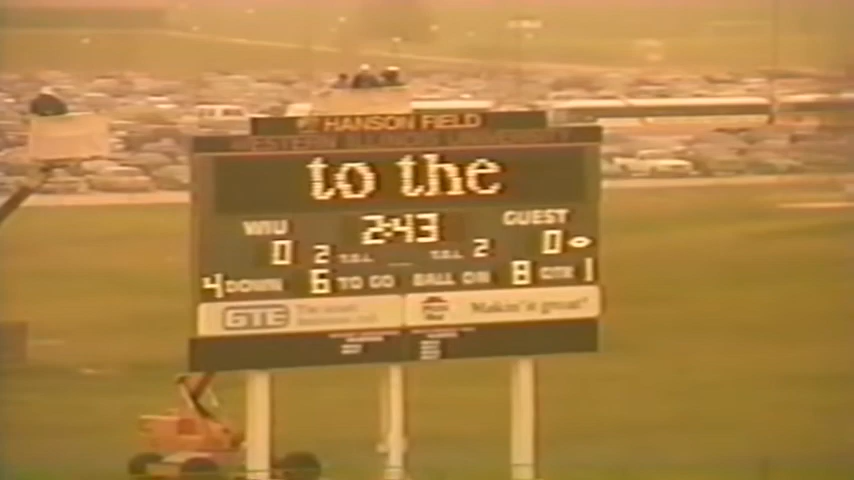 HANSON FIELD
WESTERN ILLINOIS UNIVERSITY
to the
WIU 2:43 GUEST
0 2 T.O.L. T.O.L. 2 0
4 DOWN 6 TO GO BALL ON 8 QTR 1
GTE Makin' it great!